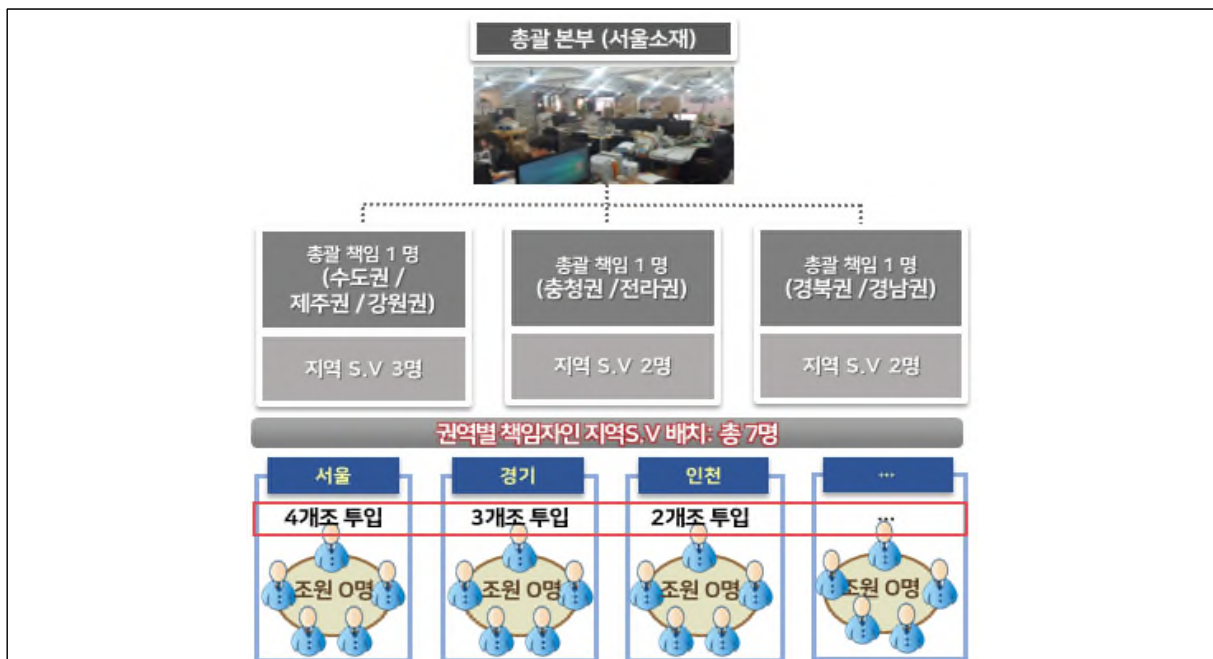 총괄 본부 (서울소재)
총괄 책임 1 명
(수도권 /
제주권 / 강원권)
지역 S.V 3명
총괄 책임 1 명
(충청권 /전라권)
지역 S.V 2명
총괄 책임 1 명
(경북권 /경남권)
지역 S.V 2명
권역별 책임자인 지역S.V 배치: 총 7명
서울
경기
인천
...
4개조 투입
3개조 투입
2개조 투입
...
조원 0명
조원 0명
조원 0명
조원 0명